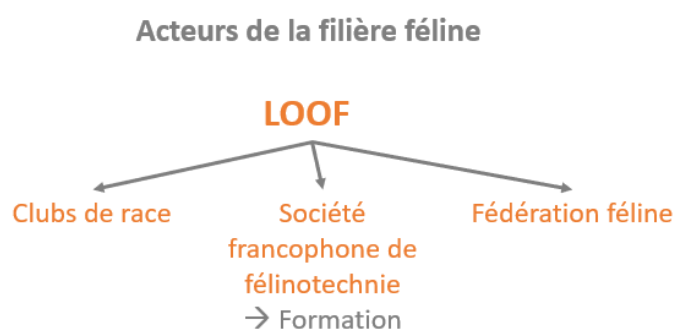 Acteurs de la filière féline
LOOF
Clubs de race
Société
francophone de
félinotechnie
→ Formation
Fédération féline